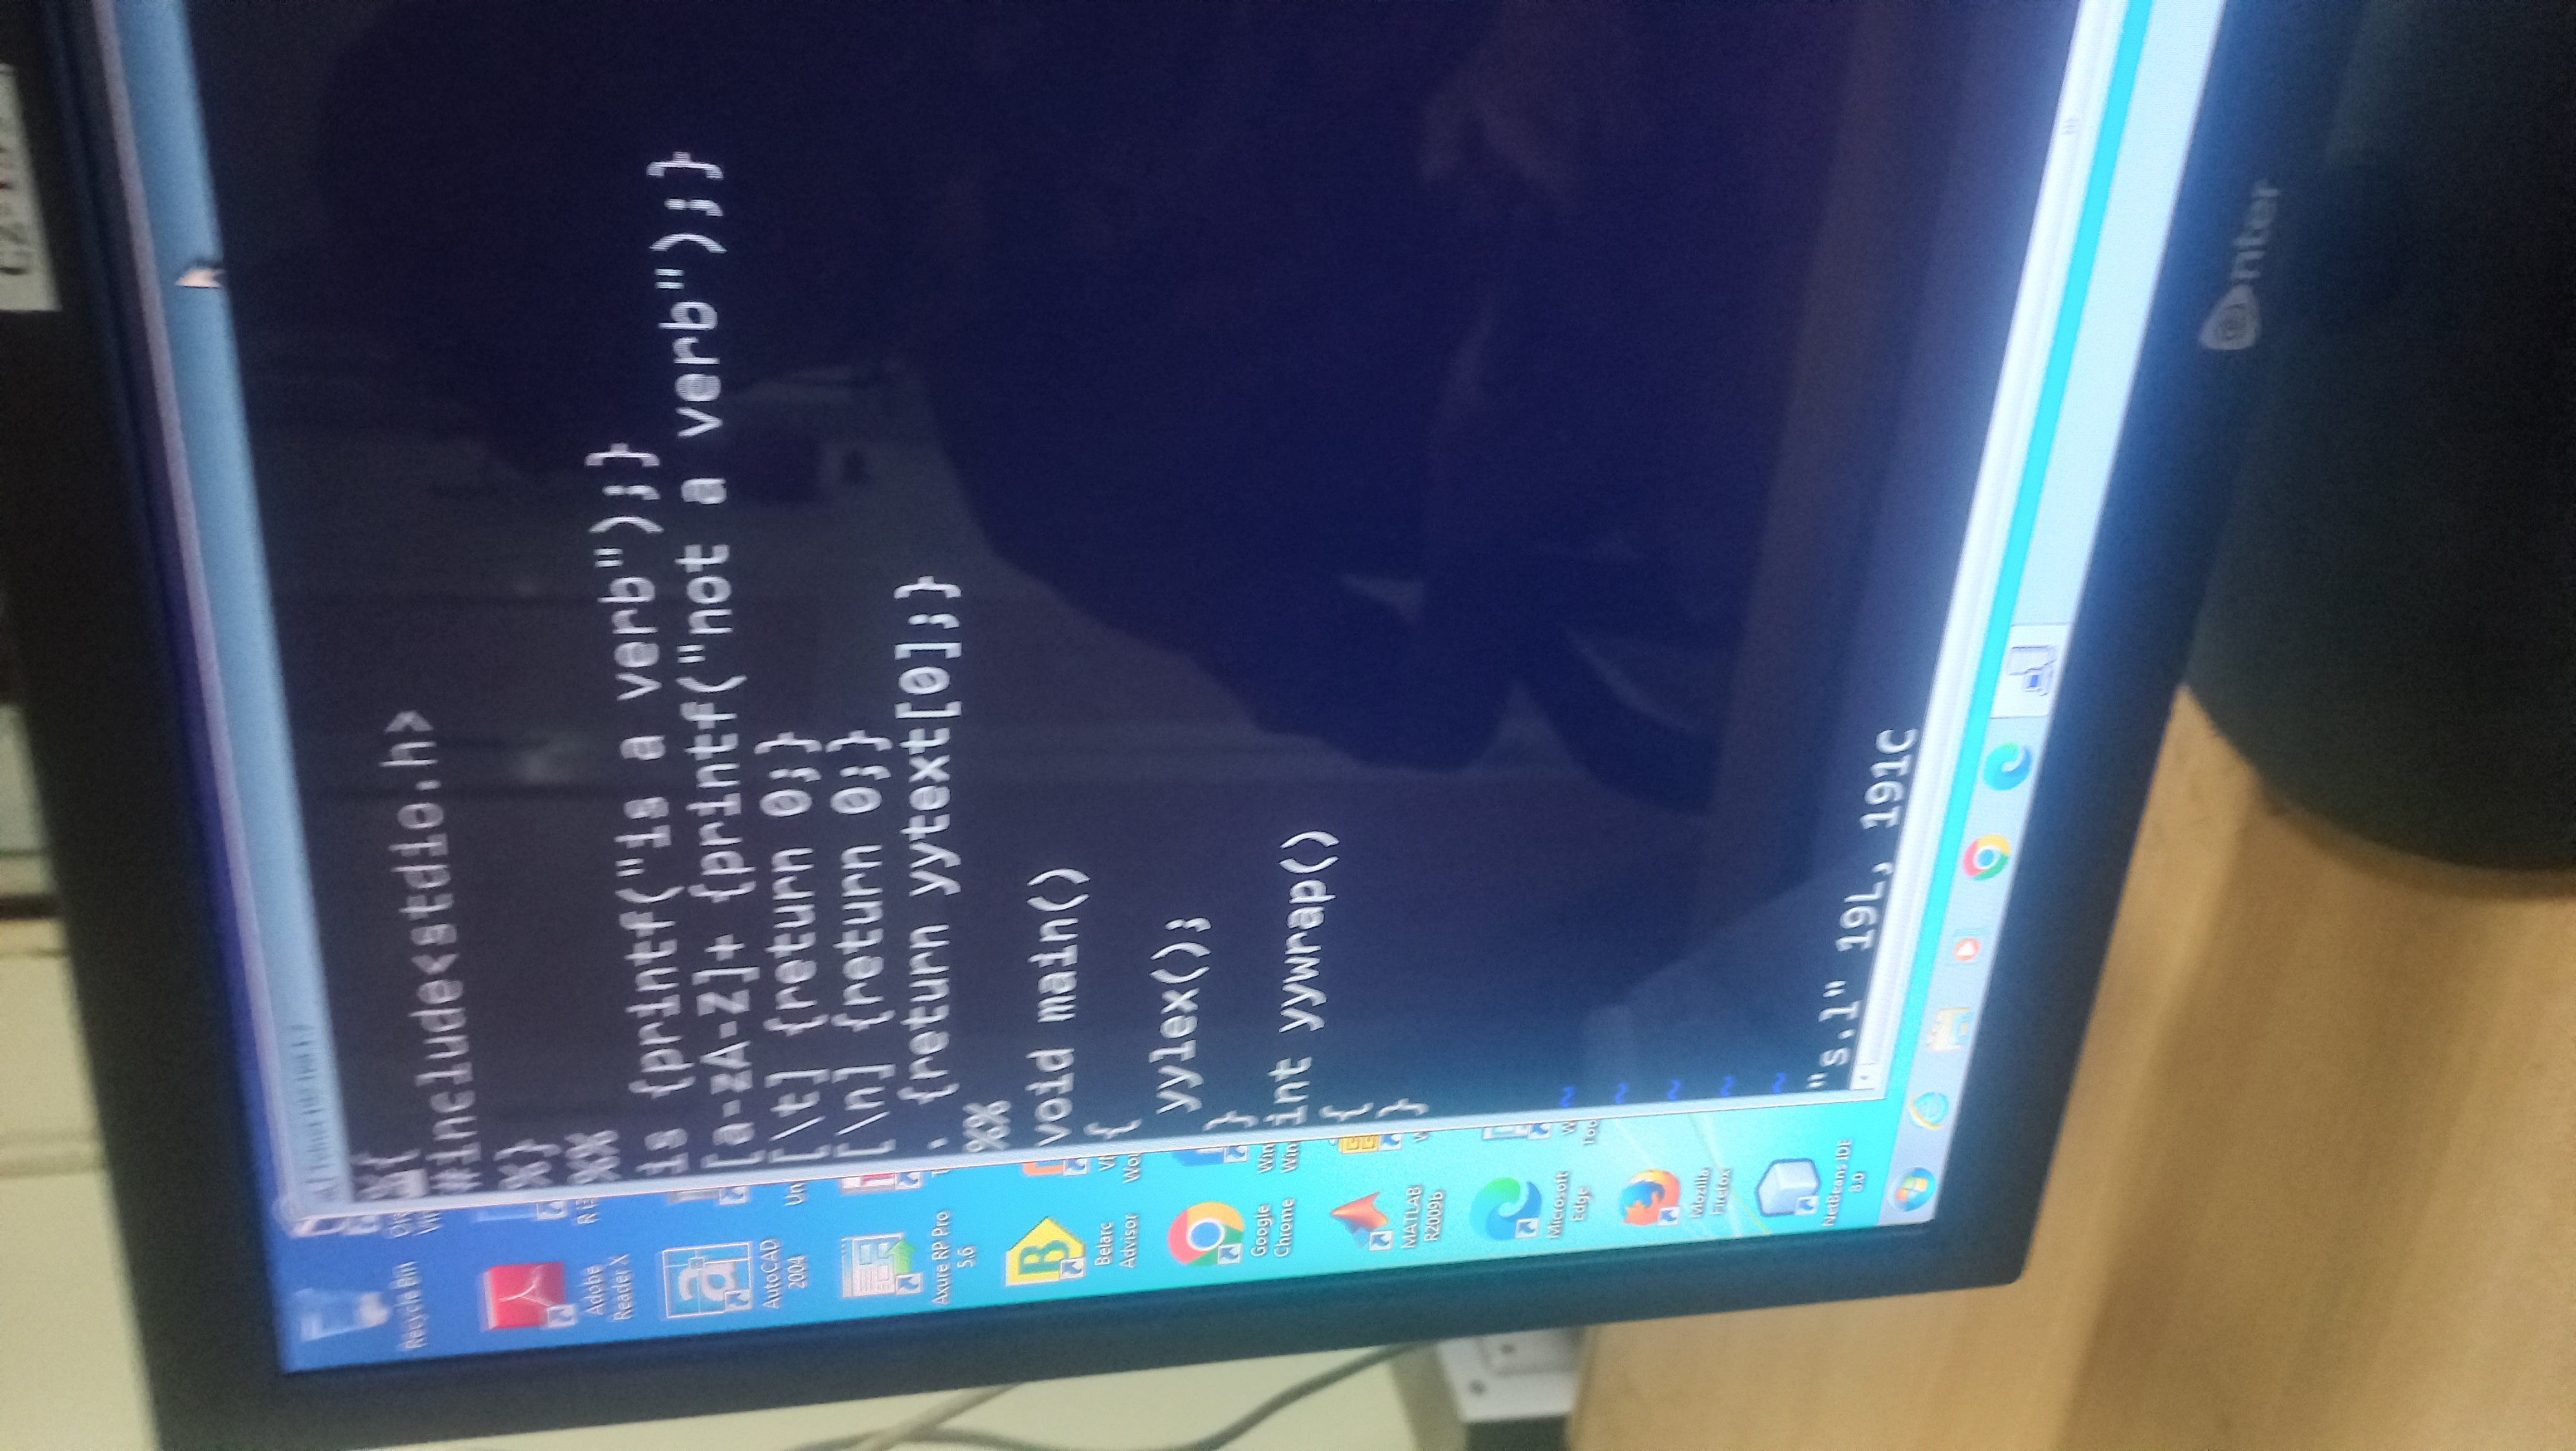 Recycle Bin
Adobe
Reader X
AutoCAD
2004
Axure RP Pro
5.6
Belarc
Advisor
Google
Chrome
MATLAB
R2009b
Microsoft
Edge
Mozilla
Firefox
NetBeans IDE
8.0
Telnet
%{
#include<stdio.h>
%}
%%
is {printf("is a verb");}
[a-zA-Z]+ {printf("not a verb");}
[\t] {return 0;}
[\n] {return 0;}
. {return yytext[0];}
%%
void main()
{
yylex();
}
int yywrap()
{
}
~
~
~
~
~
"s.l" 19L, 191C
enter